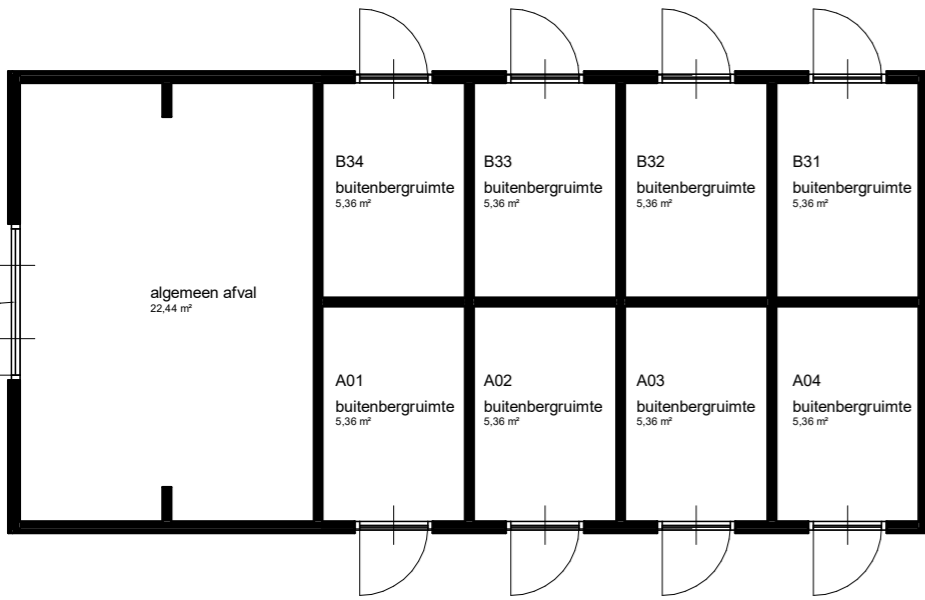 B34
buitenbergruimte
5,36 m²
B33
buitenbergruimte
5,36 m²
B32
buitenbergruimte
5,36 m²
B31
buitenbergruimte
5,36 m²
algemeen afval
22,44 m²
A01
buitenbergruimte
5,36 m²
A02
buitenbergruimte
5,36 m²
A03
buitenbergruimte
5,36 m²
A04
buitenbergruimte
5,36 m²